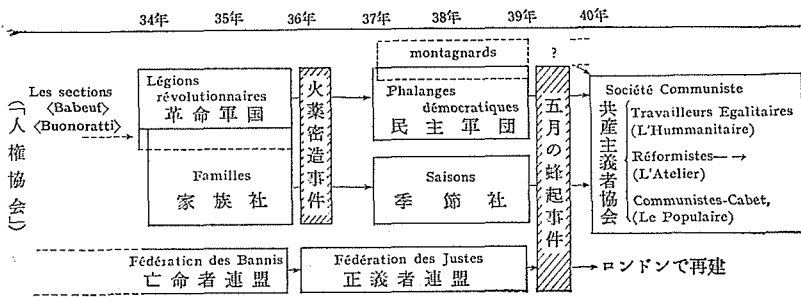 34年 35年 36年 37年 38年 39年 40年
(「人権協会」)
Les sections
〈Babeuf〉
〈Buonoratti〉
Légions
révolutionnaires
革命軍国
Familles
家族社
火薬密造事件
montagnards
Phalanges
démocratiques
民主軍団
Saisons
季節社
?
五月の蜂起事件
Société Communiste
共産主義者協会
Travailleurs Egalitaires
(L'Hummanitaire)
Réformistes
(L'Atelier)
Communistes-Cabet,
(Le Populaire)
Fédération des Bannis
亡命者連盟
Fédération des Justes
正義者連盟
ロンドンで再建